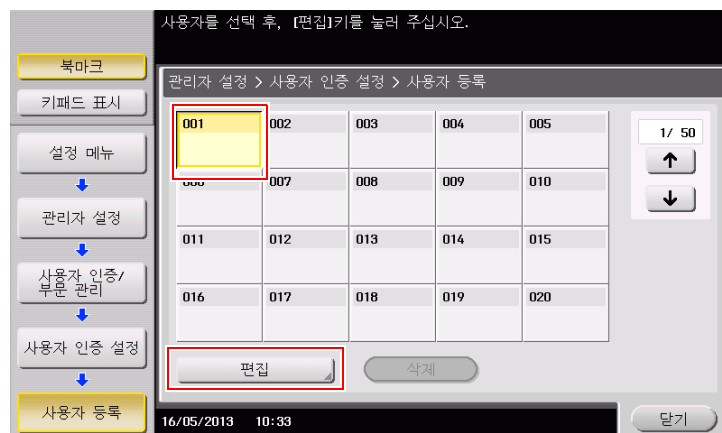 사용자를 선택 후, [편집]키를 눌러 주십시오.
북마크
키패드 표시
설정 메뉴
관리자 설정
사용자 인증/
부문 관리
사용자 인증 설정
사용자 등록
관리자 설정 > 사용자 인증 설정 > 사용자 등록
001 002 003 004 005
006 007 008 009 010
011 012 013 014 015
016 017 018 019 020
1/ 50
편집
삭제
16/05/2013 10:33
닫기